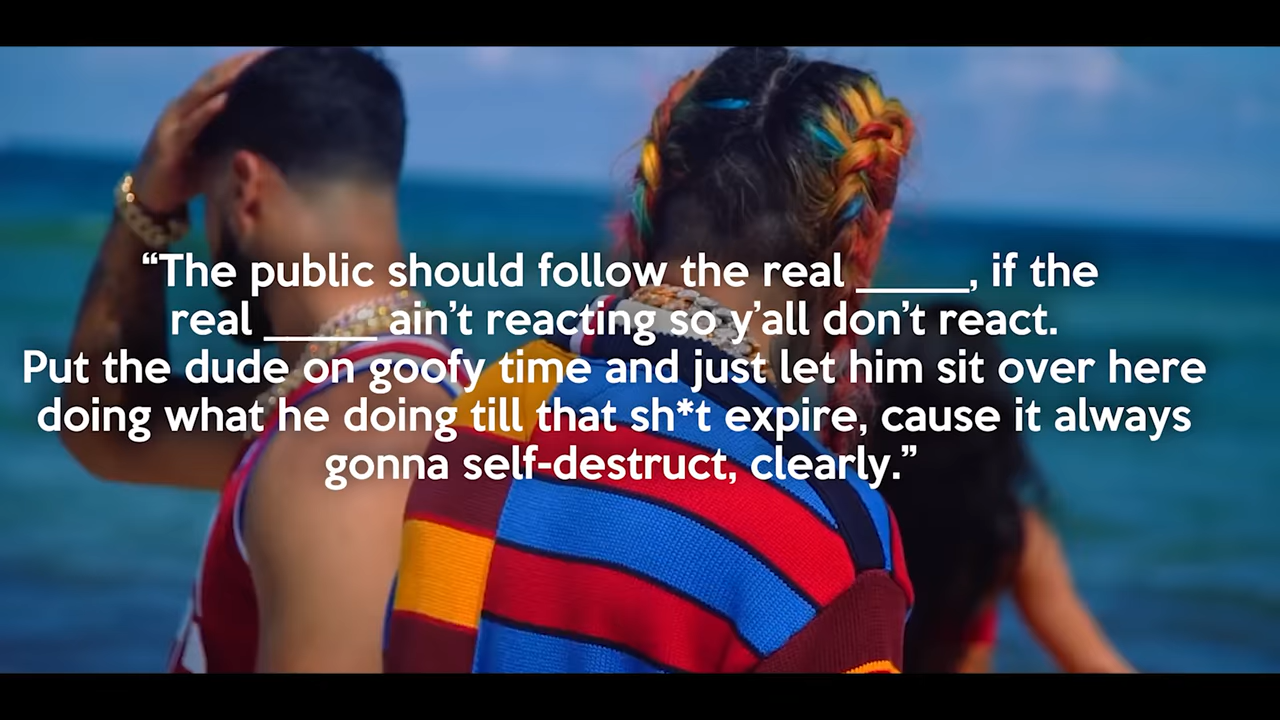 “The public should follow the real _____, if the
real _____ ain’t reacting so y’all don’t react.
Put the dude on goofy time and just let him sit over here
doing what he doing till that sh*t expire, cause it always
gonna self-destruct, clearly.”